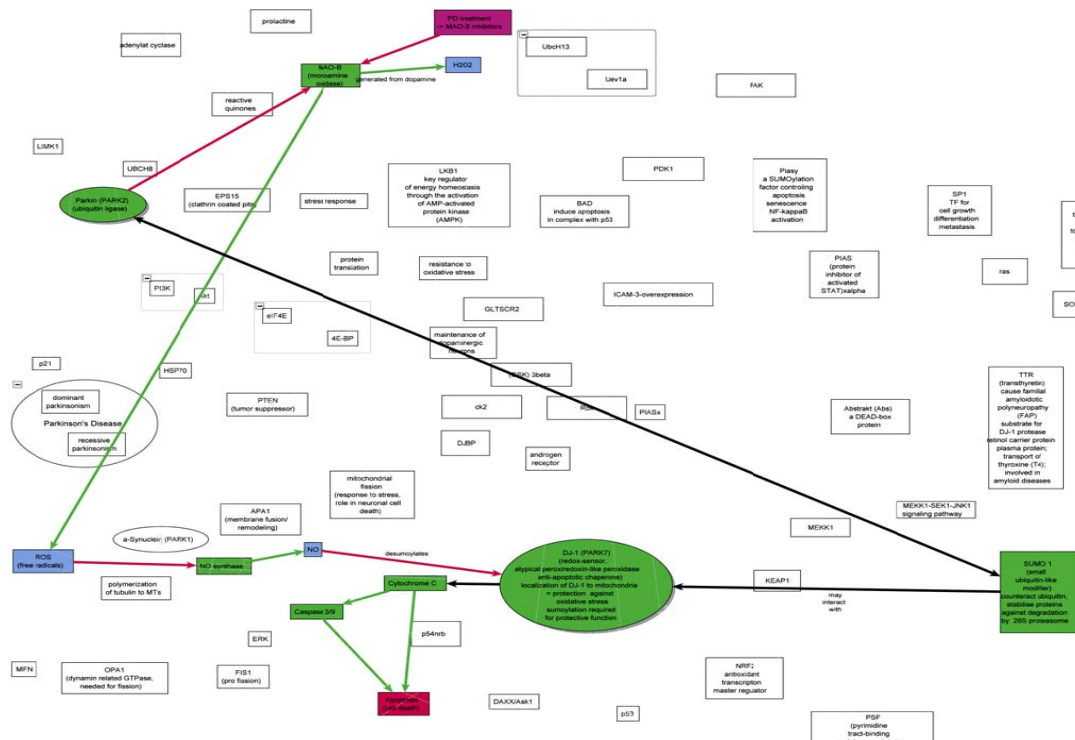 prolactine
PD treatment
-> MAO-B inhibitors
adenylat cyclase
UbcH13
Uev1a
MAO-B
(monoamine
oxidase)
generated from dopamine
H2O2
FAK
reactive
quinones
LIMK1
UBCH8
Parkin (PARK2)
(ubiquitin ligase)
EPS15
(clathrin coated pits)
stress response
LKB1
key regulator
of energy homeostasis
through the activation
of AMP-activated
protein kinase
(AMPK)
PDK1
BAD
induce apoptosis
in complex with p53
Piasy
a SUMOylation
factor controling
apoptosis
senescence
NF-kappaB
activation
SP1
TF for
cell growth
differentiation
metastasis
protein
translation
resistance to
oxidative stress
PIAS
(protein
inhibitor of
activated
STAT)xalpha
ras
PI3K
Akt
eIF4E
4E-BP
GLTSCR2
ICAM-3-overexpression
SO
maintenance of
dopaminergic
neurons
p21
HSP70
(GSK) 3beta
dominant
parkinsonism
Parkinson's Disease
recessive
parkinsonism
PTEN
(tumor suppressor)
ck2
PIASx
Abstrakt (Abs)
a DEAD-box
protein
TTR
(transthyretin)
cause familial
amyloidotic
polyneuropathy
(FAP)
substrate for
DJ-1 protease
retinol carrier protein
plasma protein;
transport of
thyroxine (T4);
involved in
amyloid diseases
DJBP
androgen
receptor
mitochondrial
fission
(response to stress,
role in neuronal cell
death)
APA1
(membrane fusion/
remodeling)
MEKK1-SEK1-JNK1
signaling pathway
MEKK1
a-Synuclein (PARK1)
ROS
(free radicals)
NO synthase
NO
desumoylates
DJ-1 (PARK7)
(redox-sensor,
atypical peroxiredoxin-like peroxidase
anti-apoptotic chaperone)
localization of DJ-1 to mitochondria
= protection against
oxidative stress
sumoylation required
for protective function
polymerization
of tubulin to MTs
Cytochrome C
Caspase3/9
KEAP1
may
interact
with
SUMO 1
(small
ubiquitin-like
modifier)
counteract ubiquitin,
stabilise proteins
against degradation
by 26S proteasome
ERK
p54nrb
MFN
OPA1
(dynamin related GTPase,
needed for fission)
FIS1
(pro fission)
Apoptosis
(cell death)
DAXX/Ask1
p53
NRF2
antioxidant
transcripton
master reguator
PSF
(pyrimidine
tract-binding